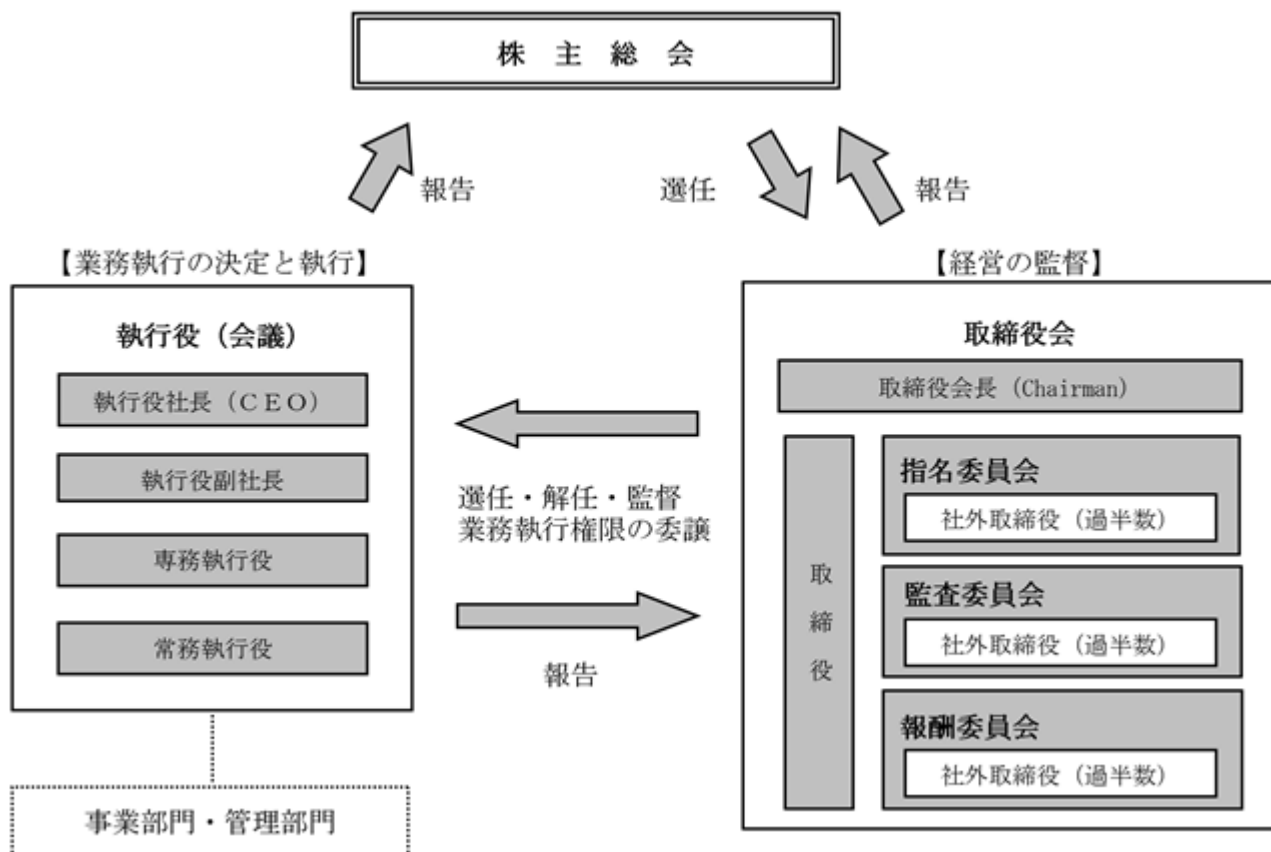 株 主 総 会
報告
選任
報告
【業務執行の決定と執行】
執行役（会議）
執行役社長（ＣＥＯ）
執行役副社長
専務執行役
常務執行役
事業部門・管理部門
選任・解任・監督
業務執行権限の委譲
報告
【経営の監督】
取締役会
取締役会長（Chairman）
取締役
指名委員会
社外取締役（過半数）
監査委員会
社外取締役（過半数）
報酬委員会
社外取締役（過半数）